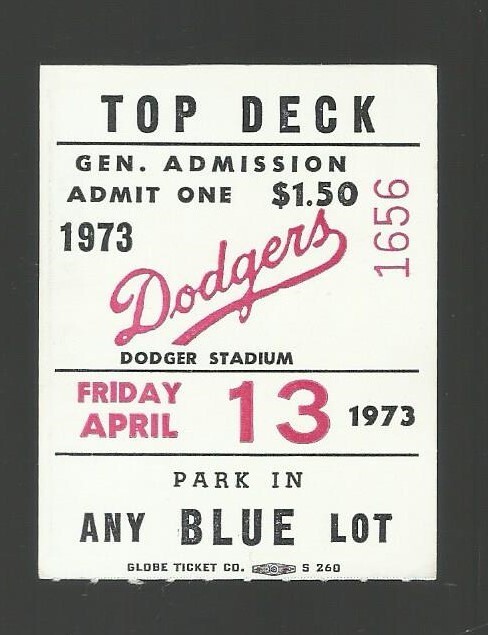 TOP DECK
GEN. ADMISSION
ADMIT ONE $1.50
1656
1973
Dodgers
DODGER STADIUM
FRIDAY
APRIL 13 1973
PARK IN
ANY BLUE LOT
GLOBE TICKET CO. S 260